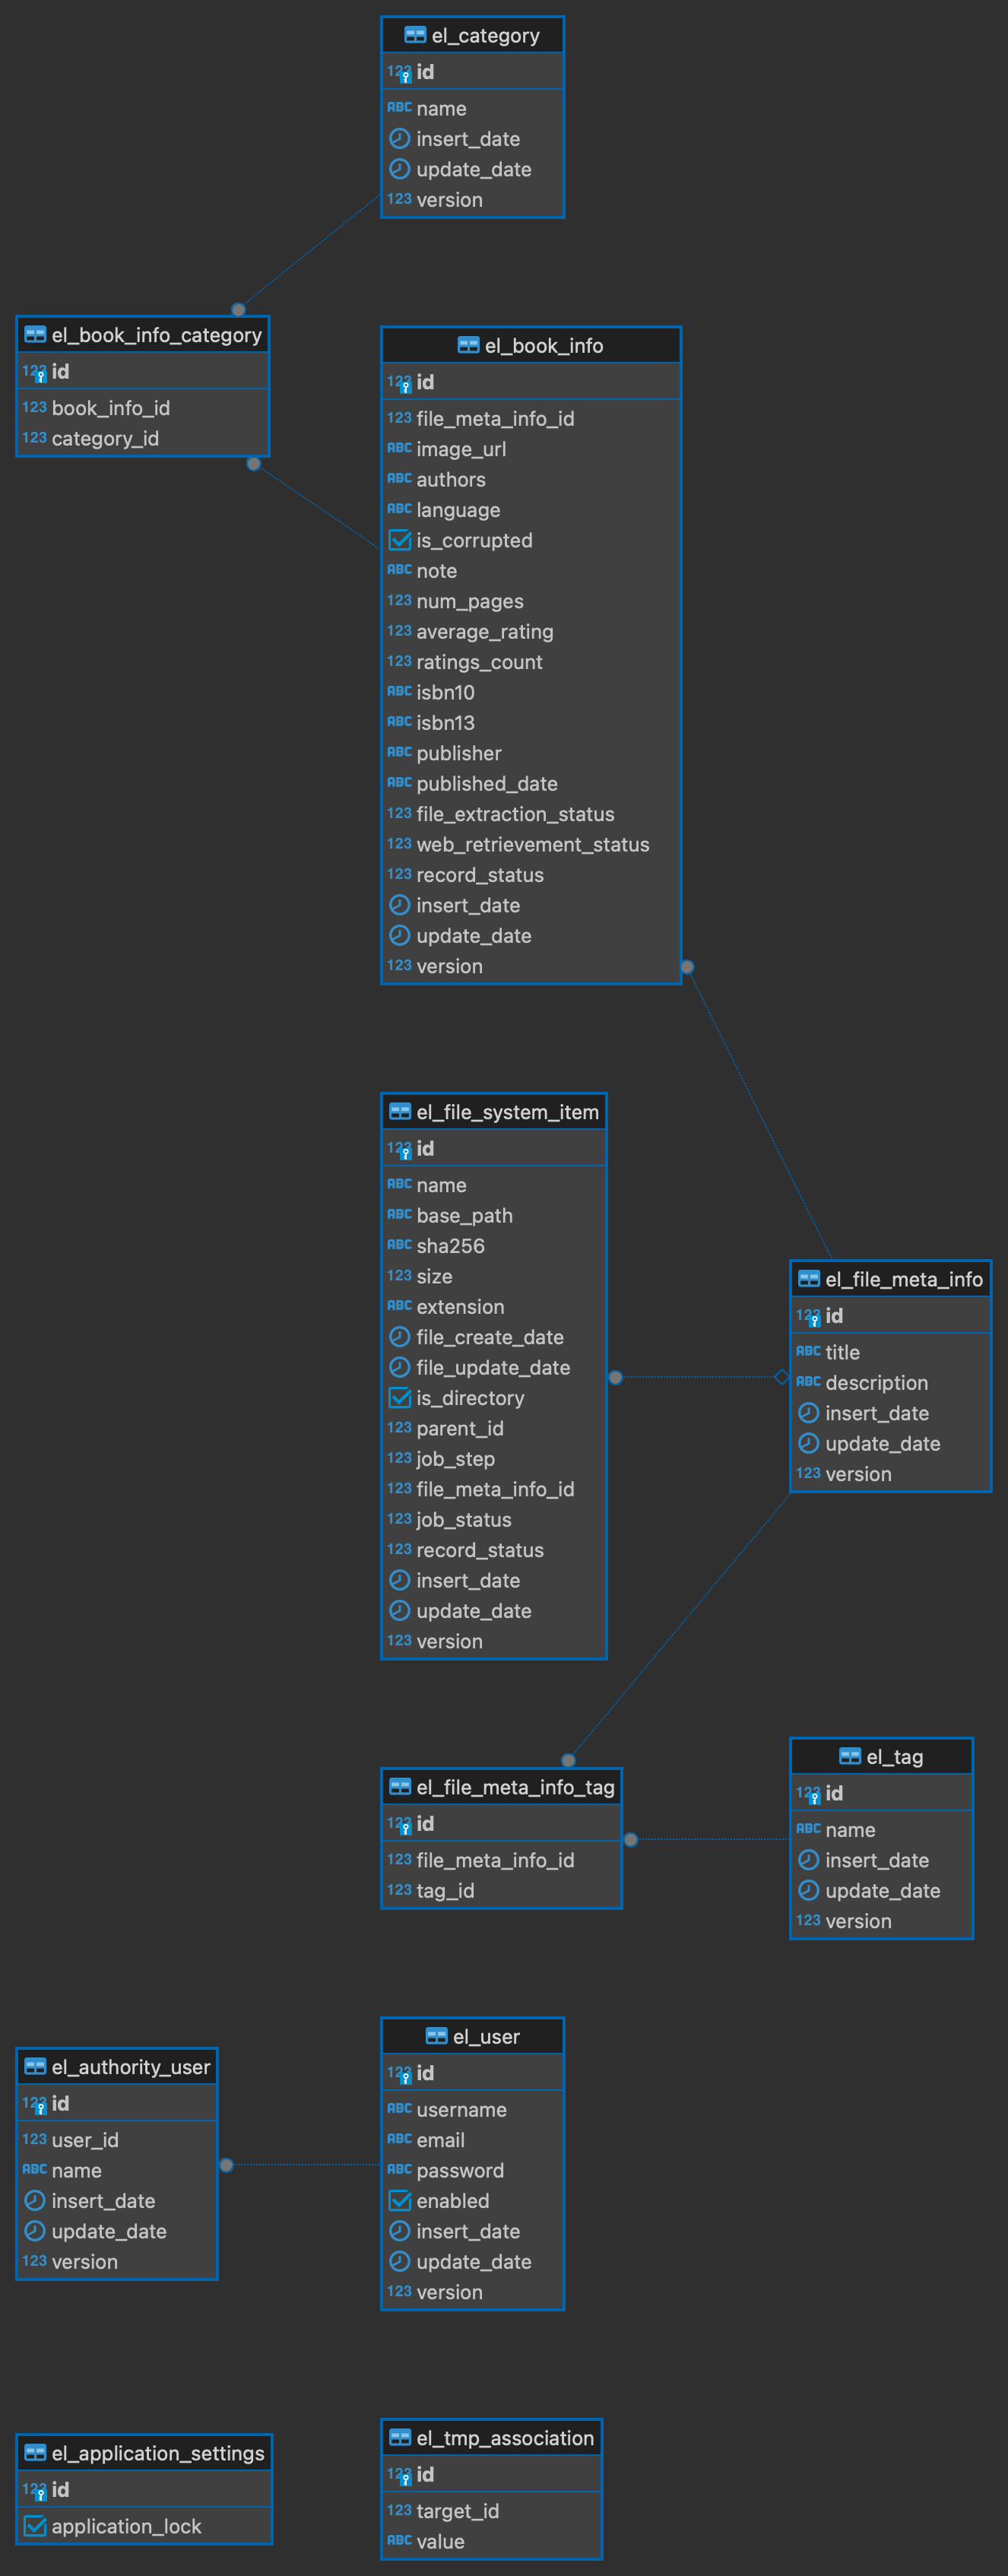 el_category
123 id
ABC name
insert_date
update_date
123 version
el_book_info_category
123 id
123 book_info_id
123 category_id
el_book_info
123 id
123 file_meta_info_id
ABC image_url
ABC authors
ABC language
is_corrupted
ABC note
123 num_pages
123 average_rating
123 ratings_count
ABC isbn10
ABC isbn13
ABC publisher
ABC published_date
123 file_extraction_status
123 web_retrievement_status
123 record_status
insert_date
update_date
123 version
el_file_system_item
123 id
ABC name
ABC base_path
ABC sha256
123 size
ABC extension
file_create_date
file_update_date
is_directory
123 parent_id
123 job_step
123 file_meta_info_id
123 job_status
123 record_status
insert_date
update_date
123 version
el_file_meta_info
123 id
ABC title
ABC description
insert_date
update_date
123 version
el_file_meta_info_tag
123 id
123 file_meta_info_id
123 tag_id
el_tag
123 id
ABC name
insert_date
update_date
123 version
el_authority_user
123 id
123 user_id
ABC name
insert_date
update_date
123 version
el_user
123 id
ABC username
ABC email
ABC password
enabled
insert_date
update_date
123 version
el_application_settings
123 id
application_lock
el_tmp_association
123 id
123 target_id
ABC value